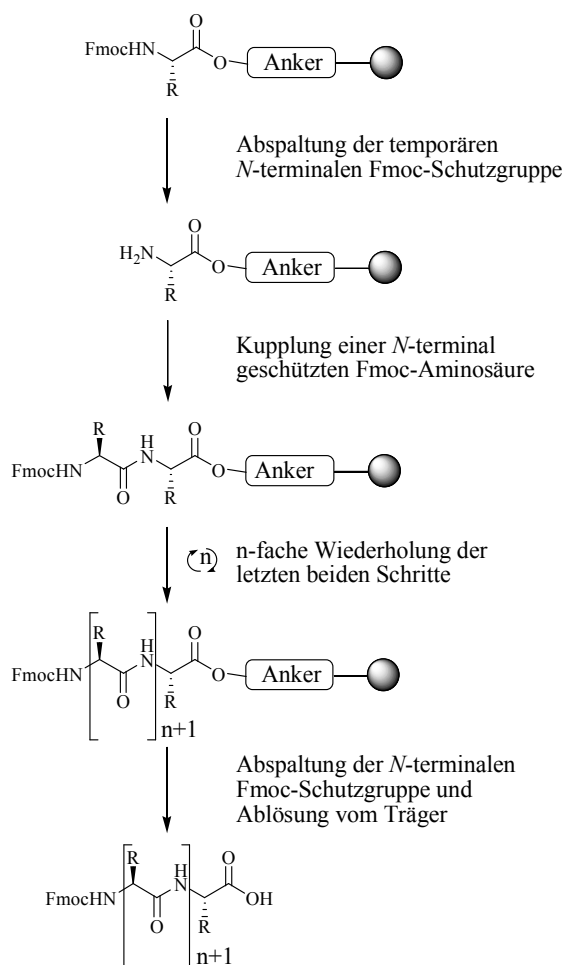 FmocHN
O
O
R
Anker
Abspaltung der temporären
N-terminalen Fmoc-Schutzgruppe
H₂N
O
O
R
Anker
Kupplung einer N-terminal
geschützten Fmoc-Aminosäure
R
H
N
O
FmocHN
O
O
R
Anker
n
n-fache Wiederholung der
letzten beiden Schritte
R
H
N
O
FmocHN
O
O
R
Anker
n+1
Abspaltung der N-terminalen
Fmoc-Schutzgruppe und
Ablösung vom Träger
R
H
N
O
FmocHN
O
OH
R
n+1